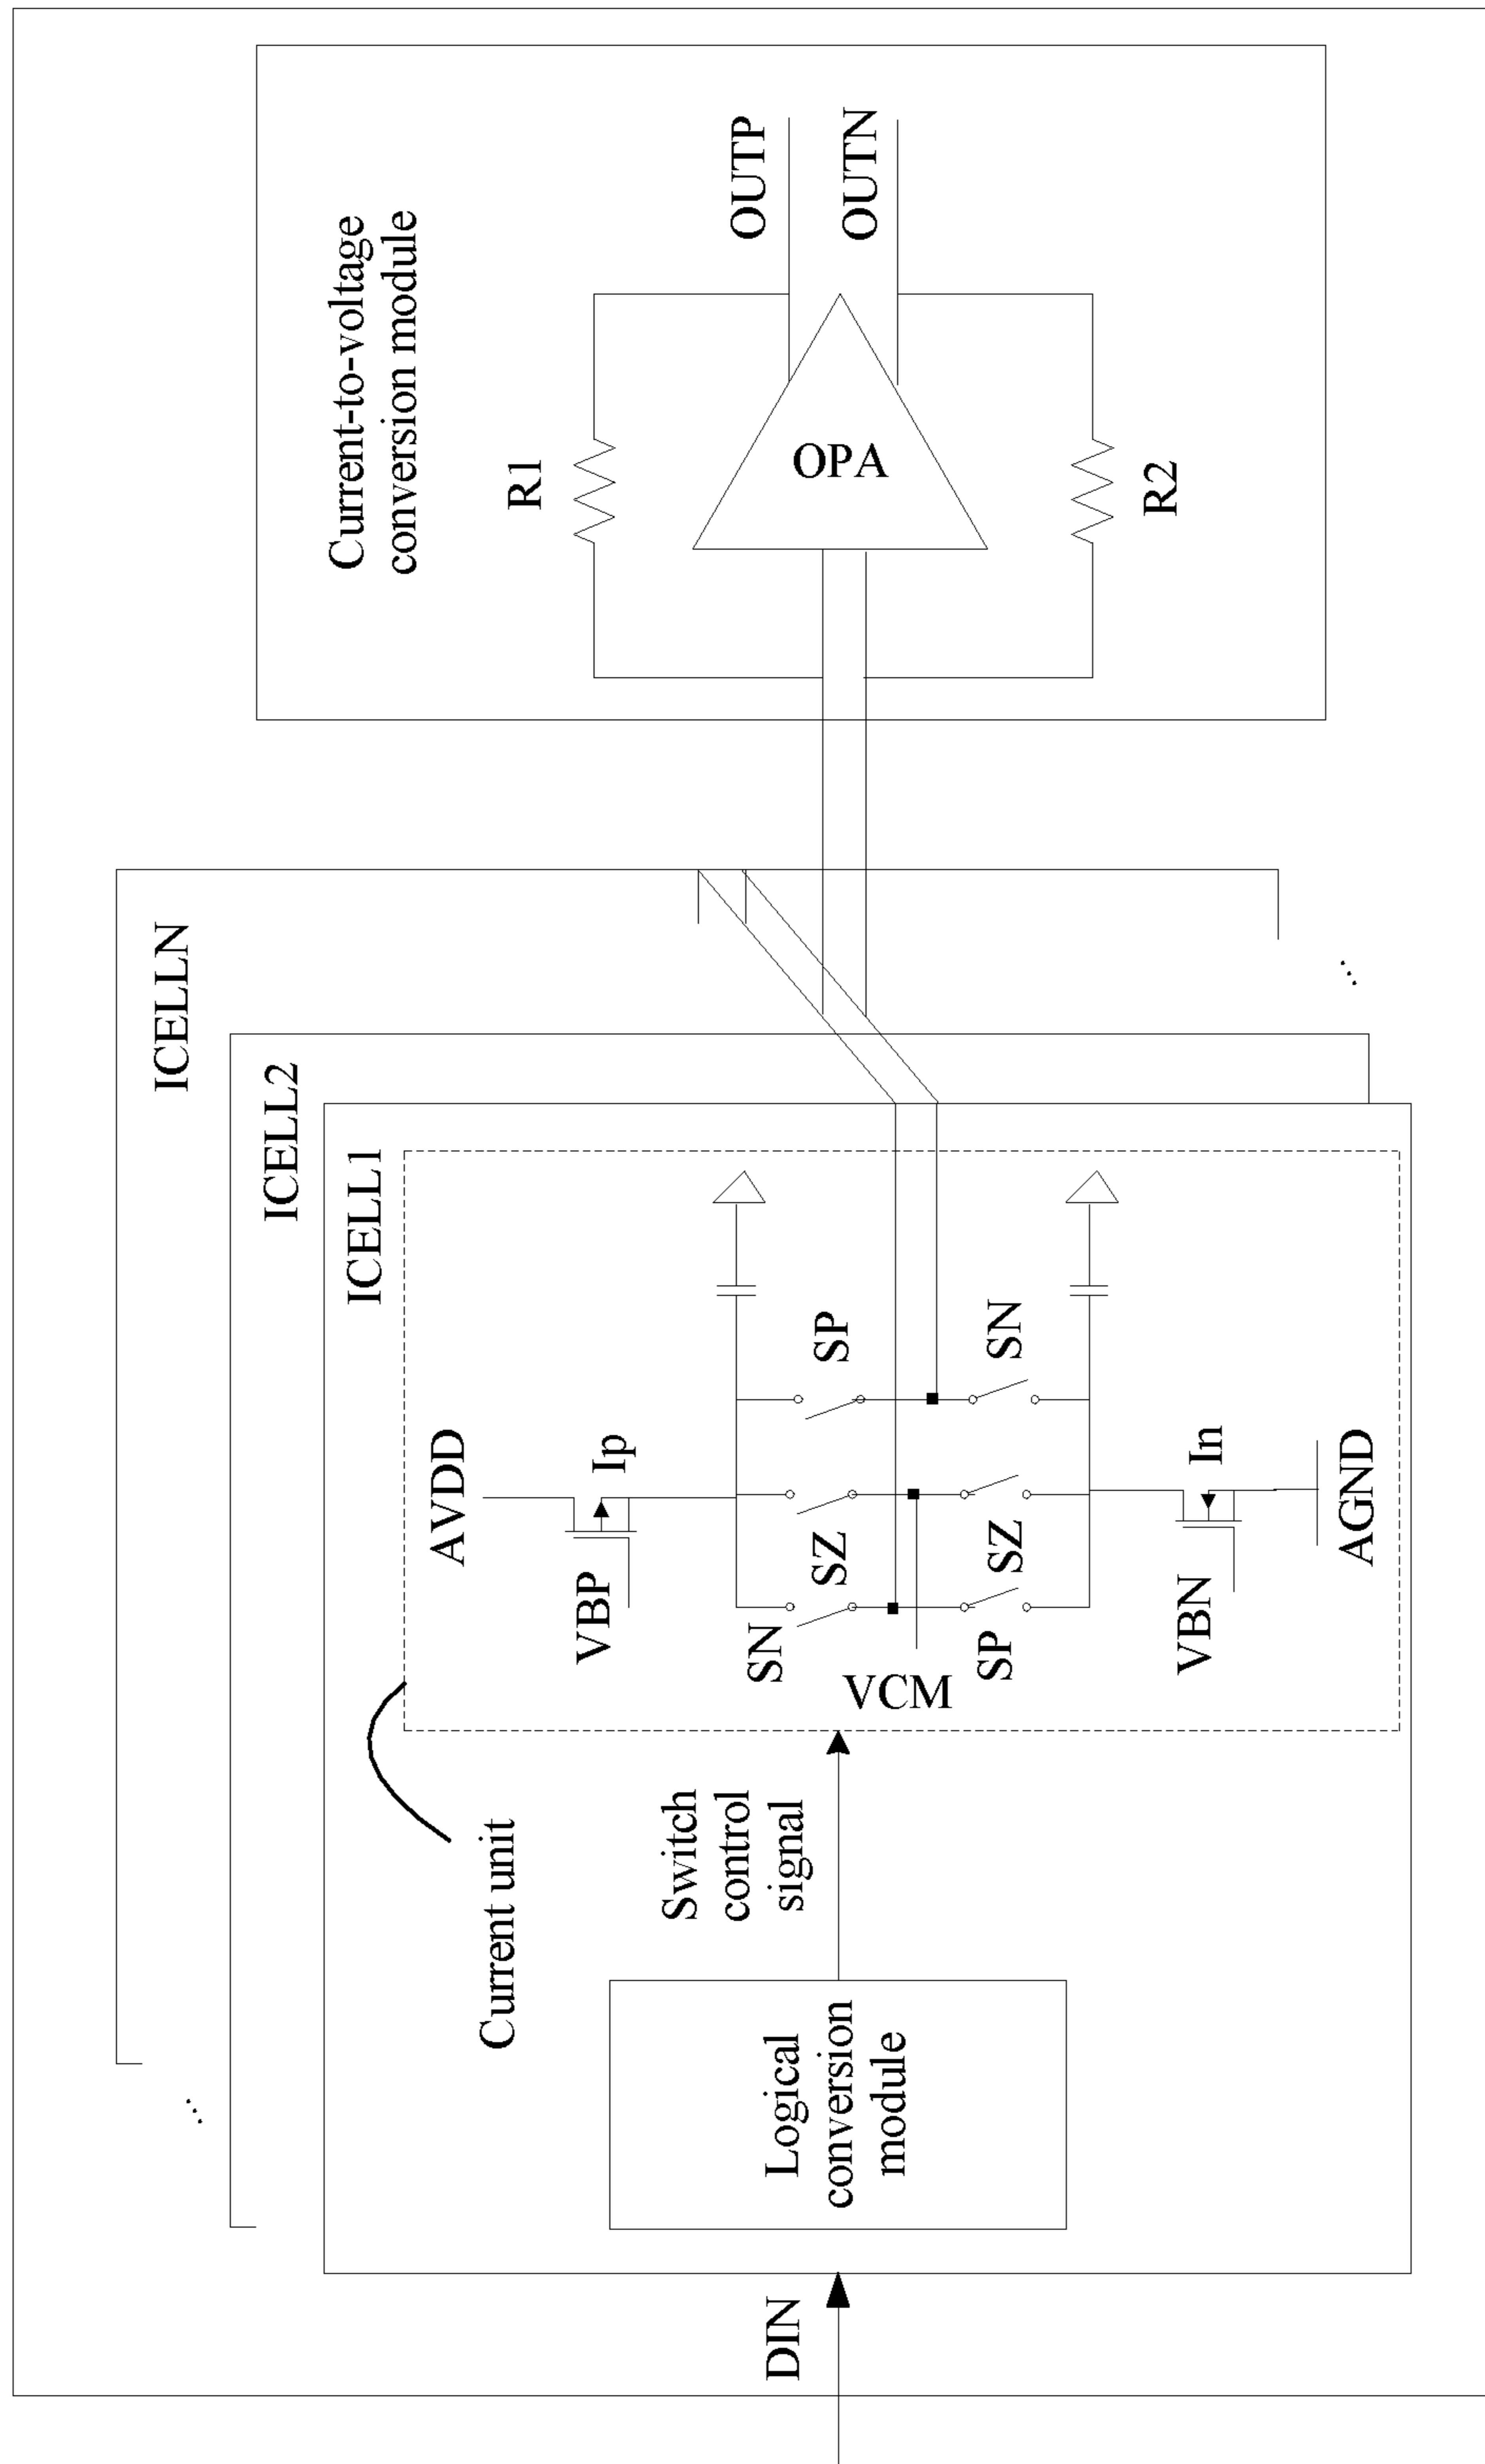 DIN
Logical
conversion
module
Switch
control
signal
Current unit
ICELLN
ICELL2
ICELL1
AVDD
VBP
Ip
SN
SZ
SP
VCM
SP
SZ
SN
VBN
In
AGND
...
...
Current-to-voltage
conversion module
R1
OPA
R2
OUTP
OUTN